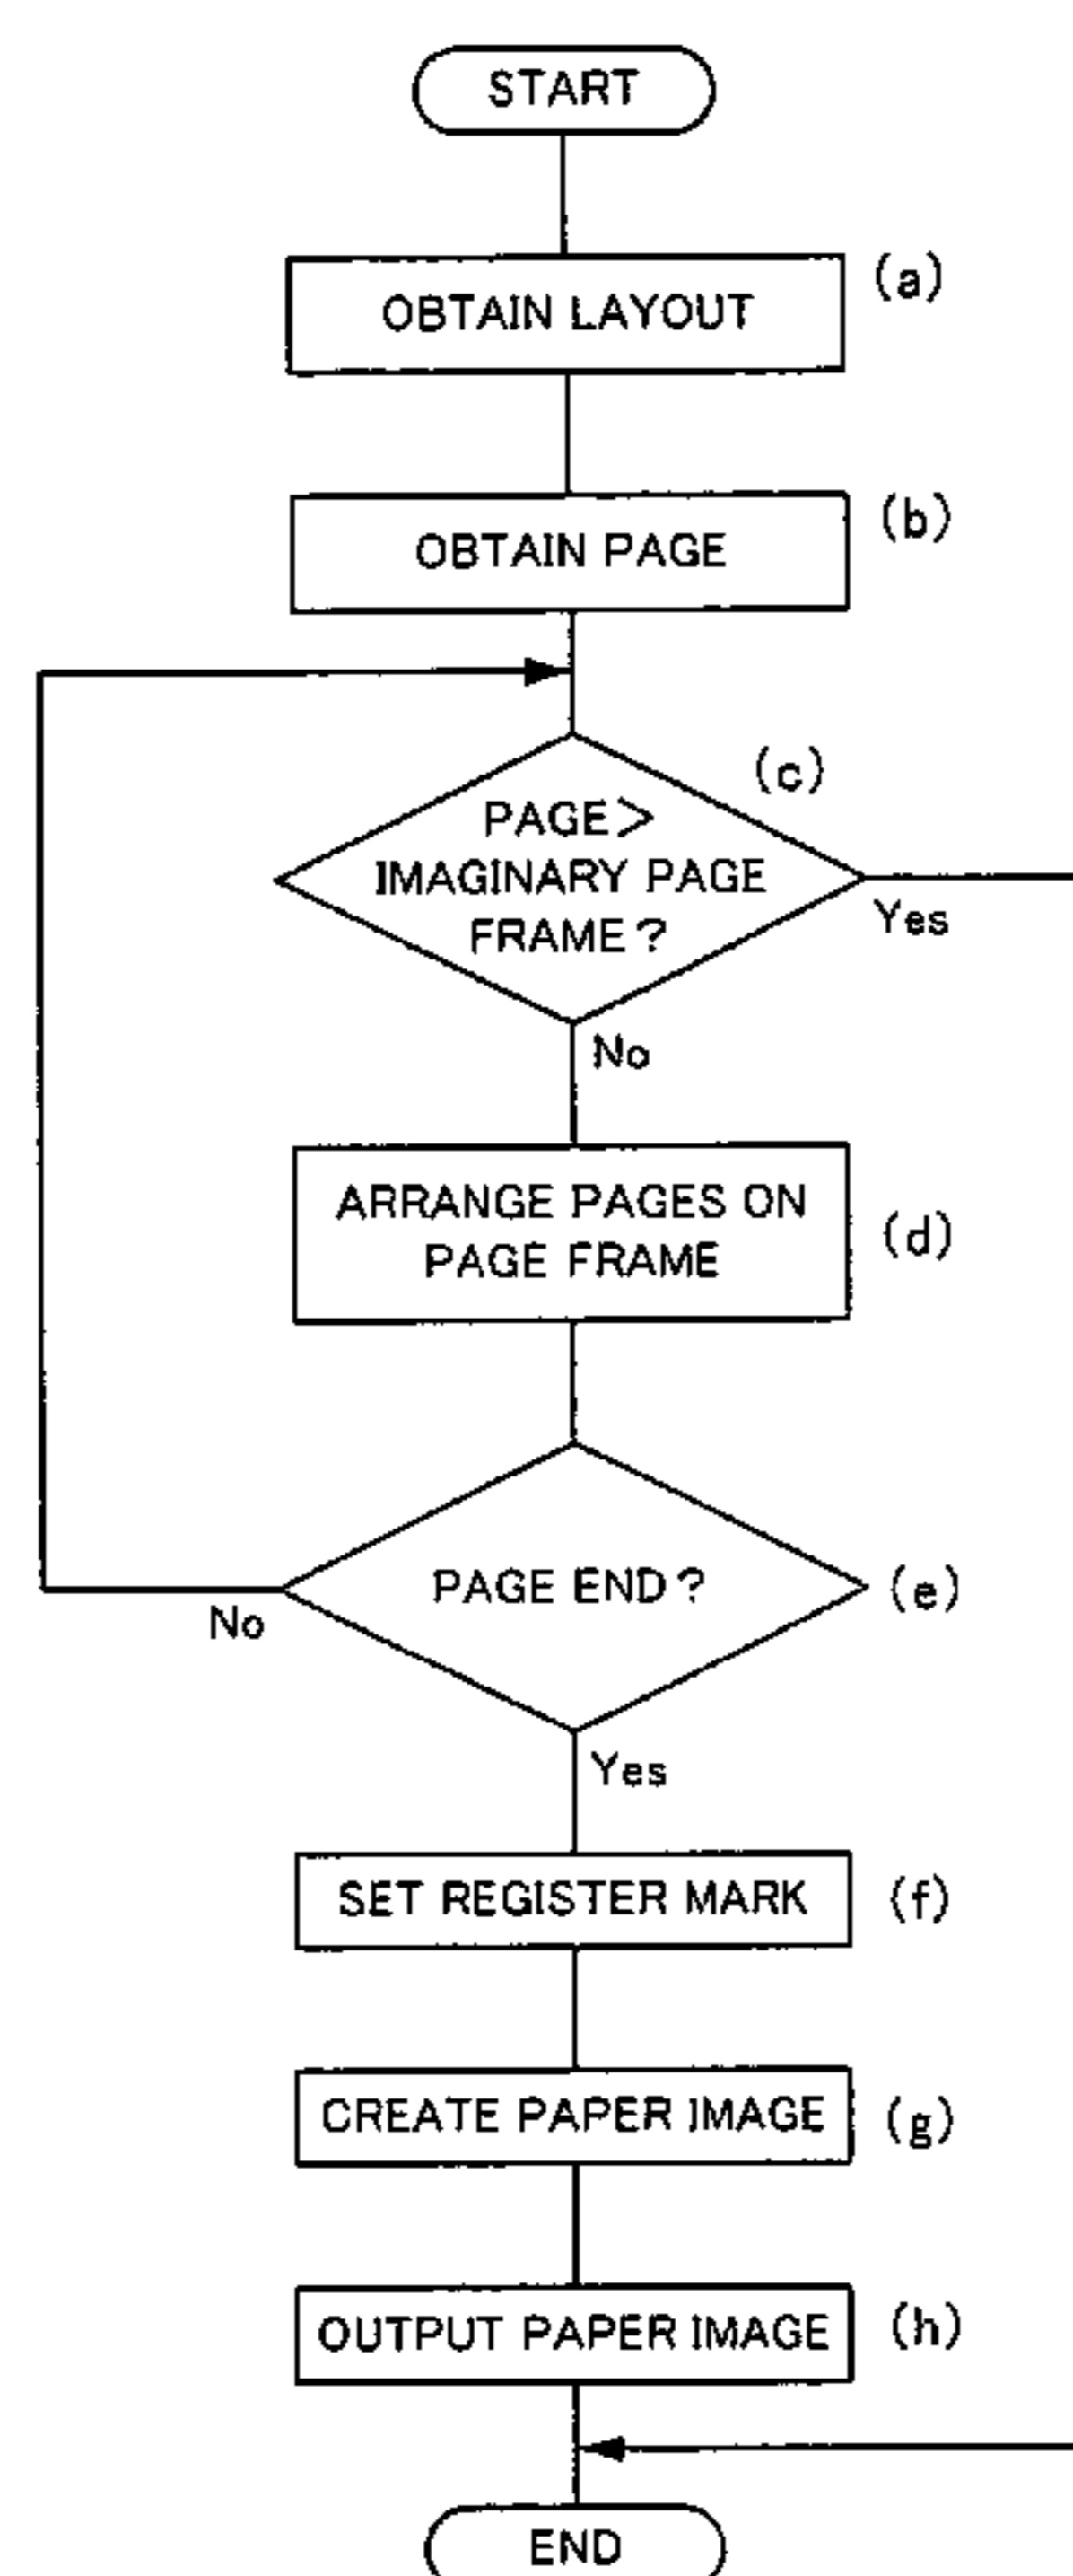 START
OBTAIN LAYOUT
(a)
OBTAIN PAGE
(b)
(c)
PAGE>
IMAGINARY PAGE
FRAME?
Yes
No
ARRANGE PAGES ON
PAGE FRAME
(d)
PAGE END?
(e)
No
Yes
SET REGISTER MARK
(f)
CREATE PAPER IMAGE
(g)
OUTPUT PAPER IMAGE
(h)
END